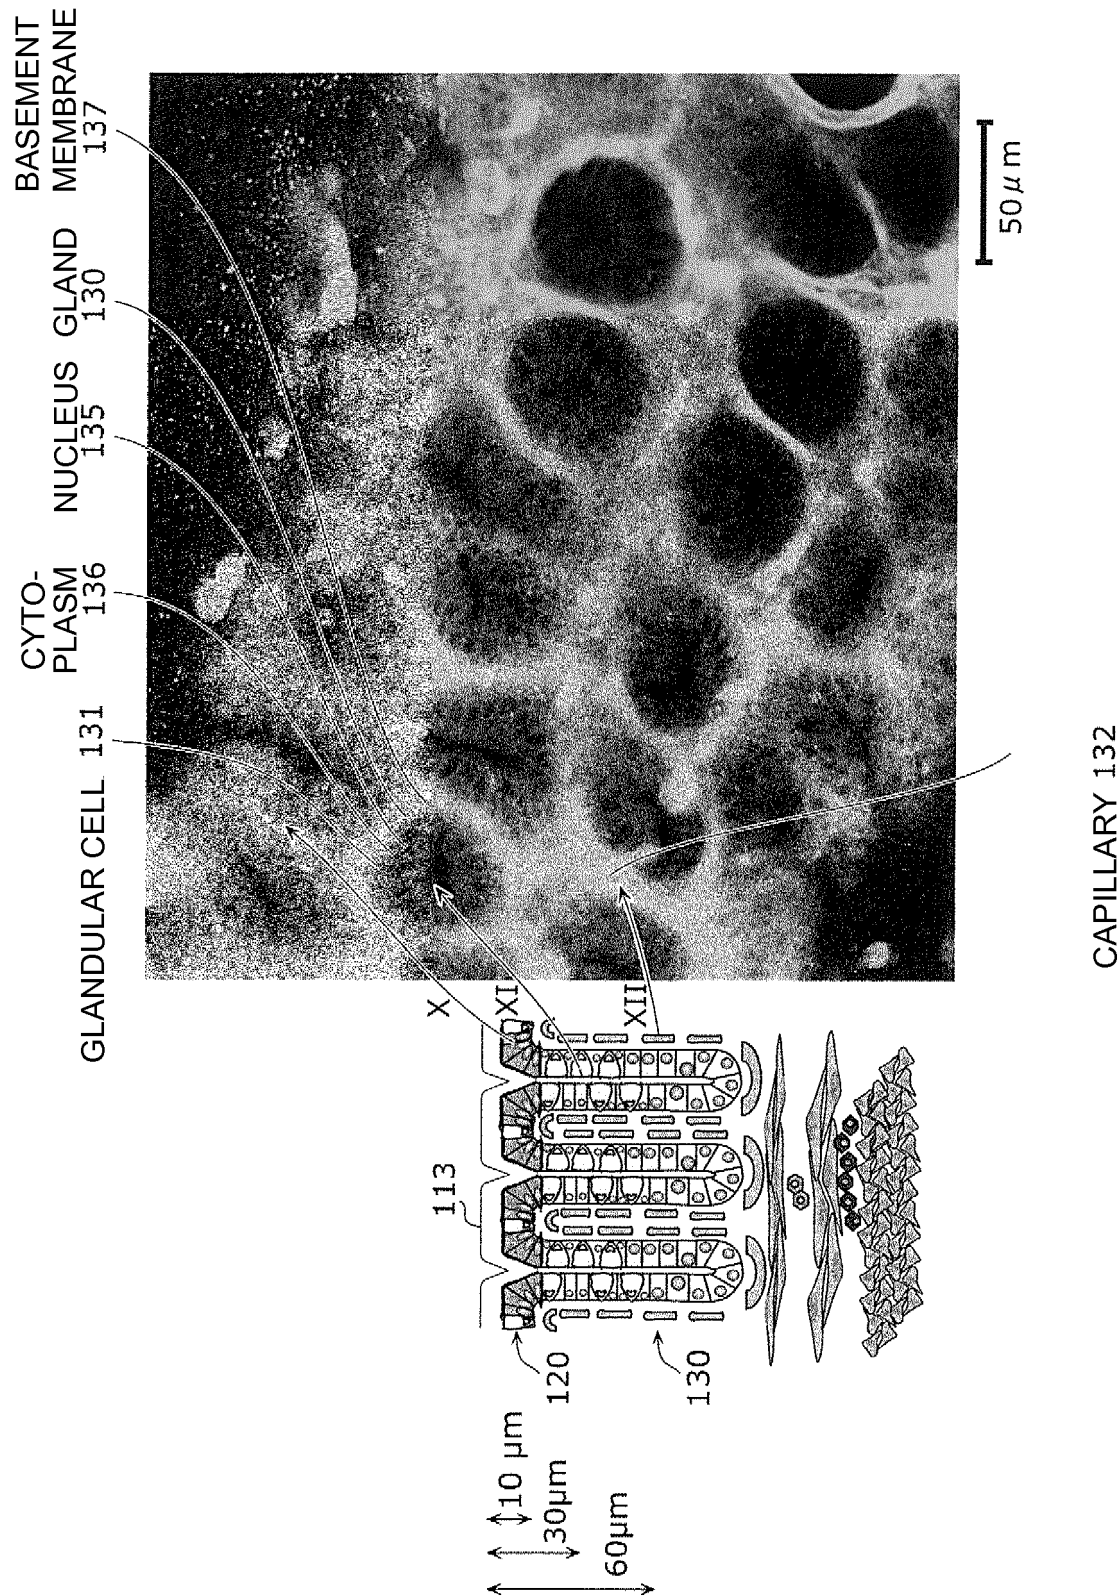 BASEMENT
MEMBRANE
137
GLAND
130
NUCLEUS
135
CYTO-
PLASM
136
GLANDULAR CELL 131
50μm
CAPILLARY 132
X
XI
XII
113
120
130
10 μm
30μm
60μm